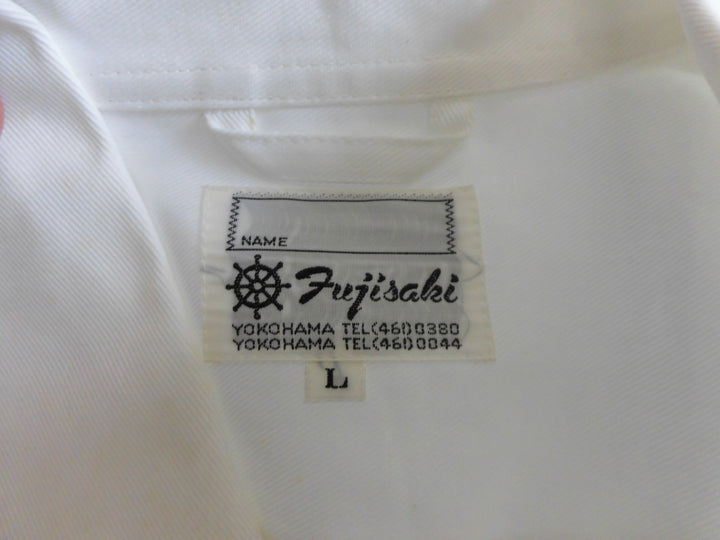 NAME
Fujisaki
YOKOHAMA TEL(461)0380
YOKOHAMA TEL(461)0044
L